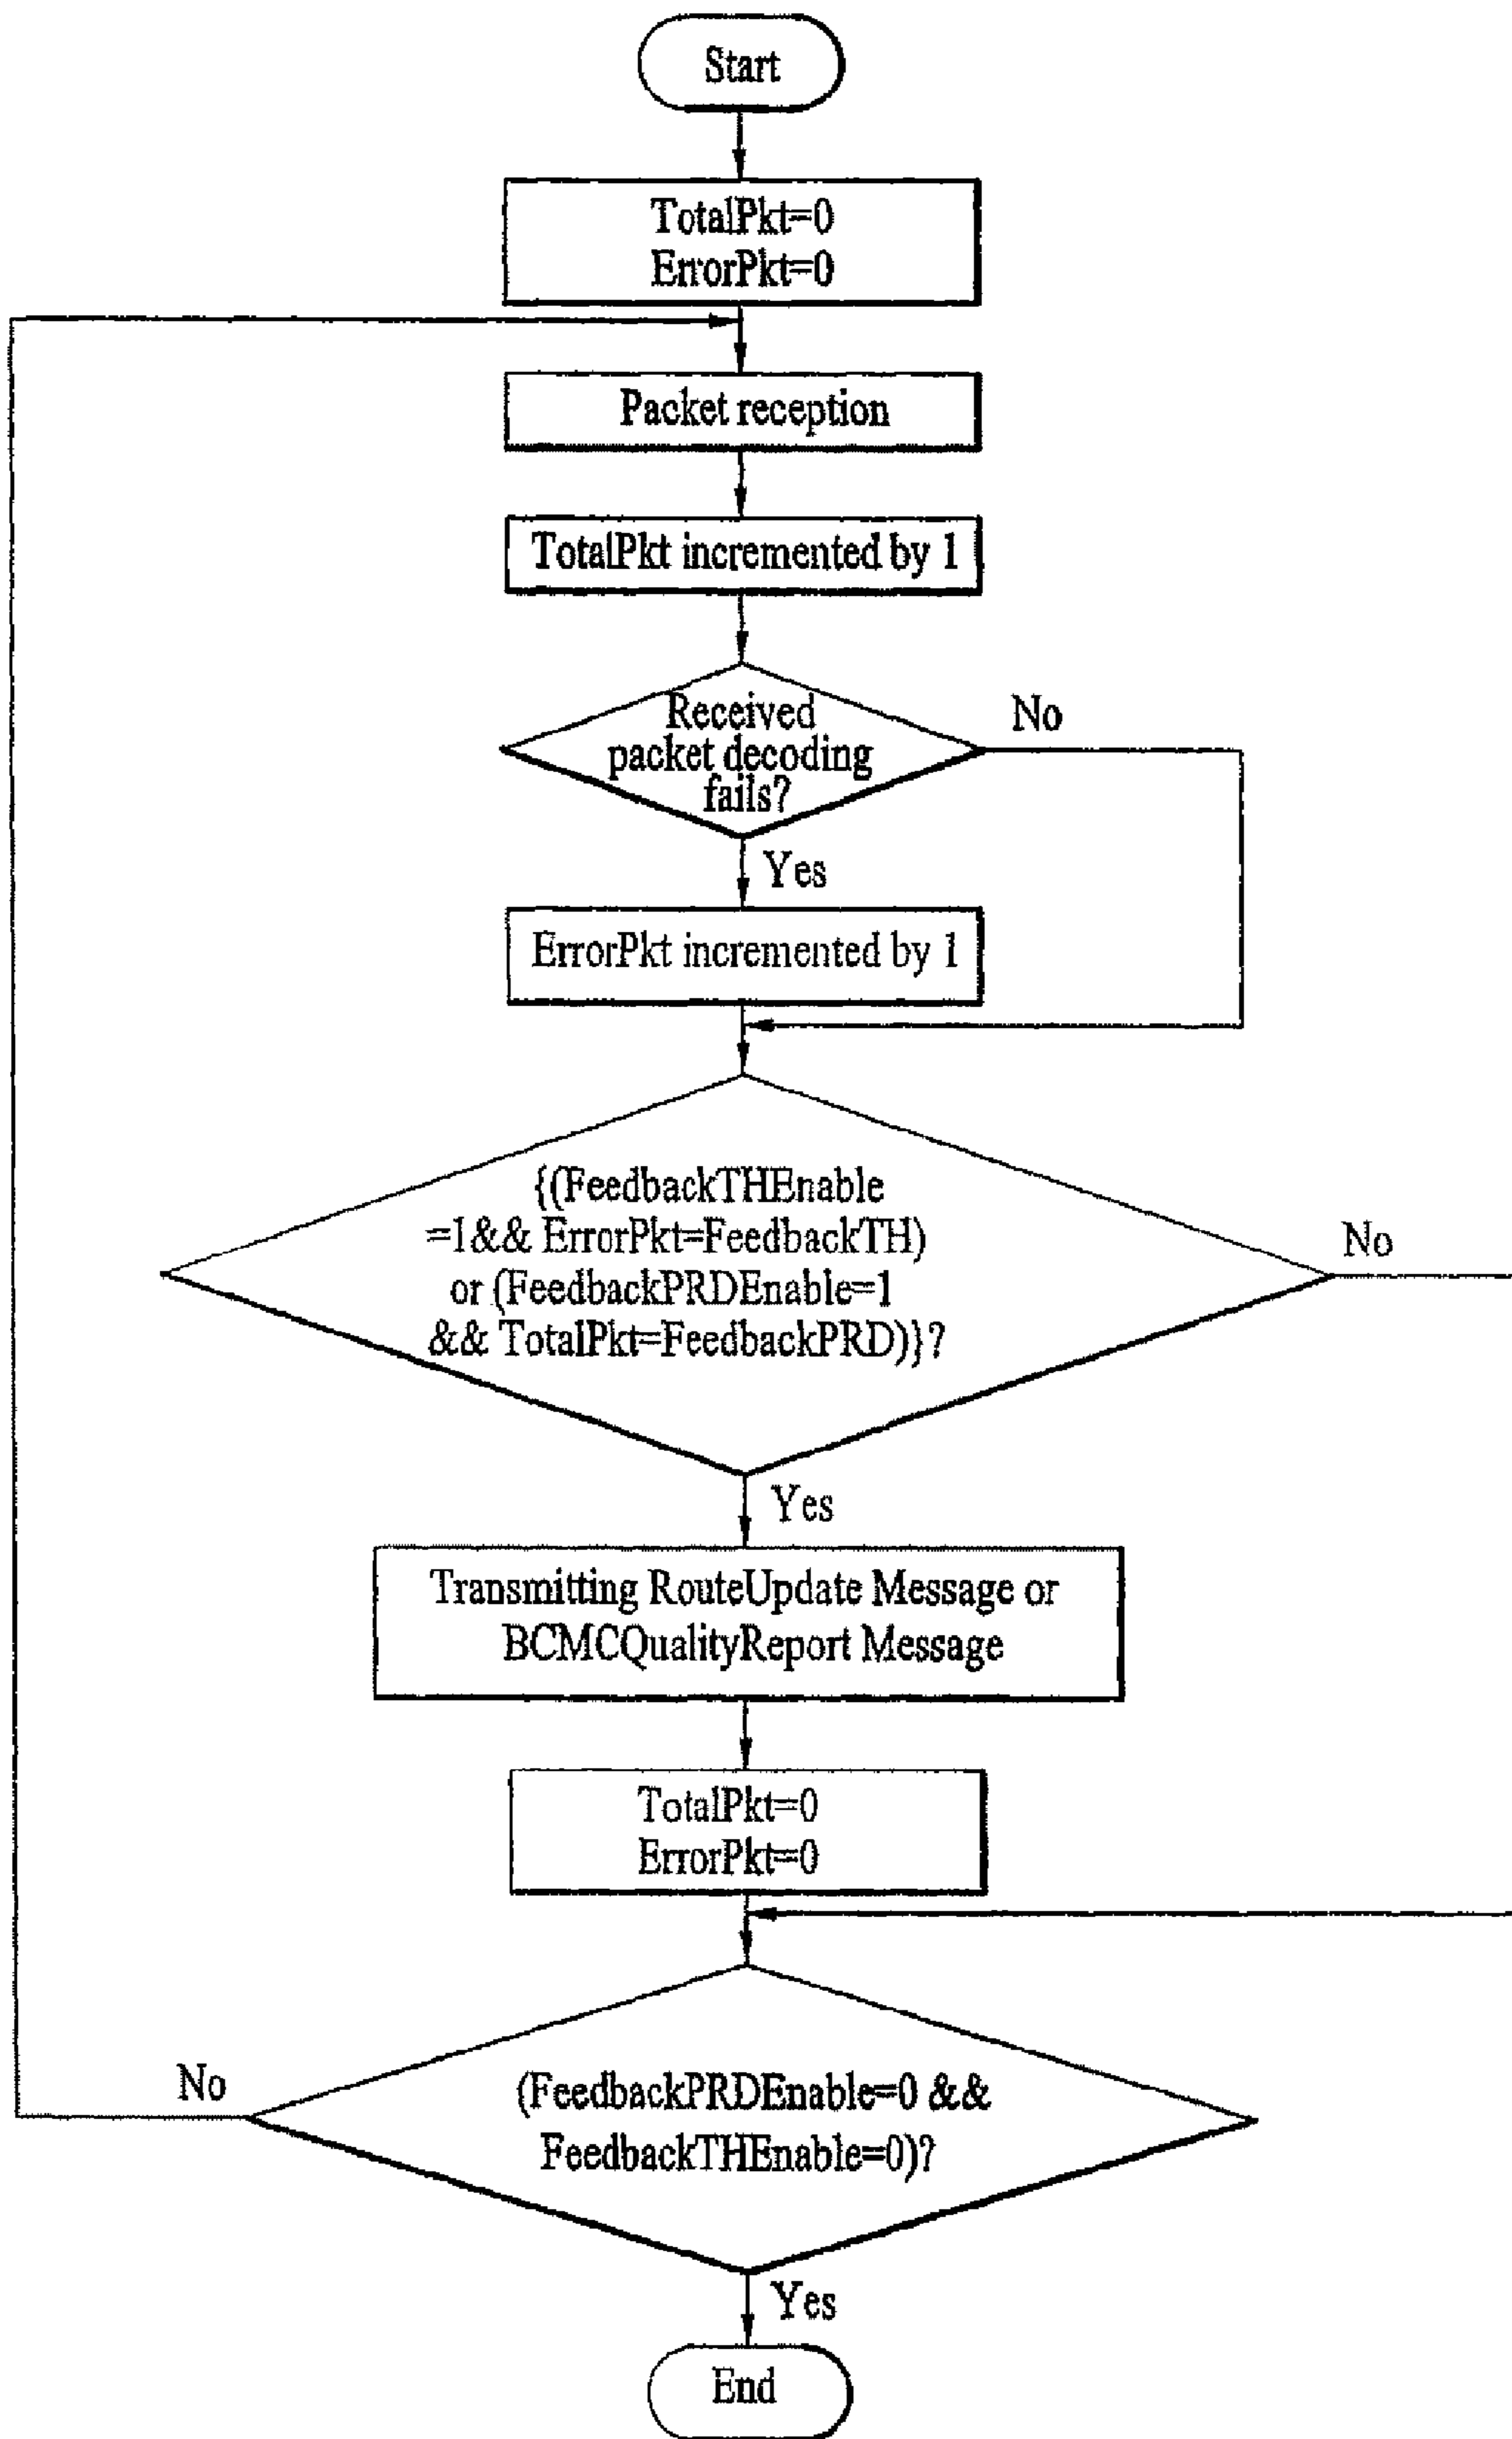 Start
TotalPkt=0
ErrorPkt=0
Packet reception
TotalPkt incremented by 1
Received
packet decoding
fails?
No
Yes
ErrorPkt incremented by 1
{(FeedbackTHEnable
=1&& ErrorPkt=FeedbackTH)
or (FeedbackPRDEnable=1
&& TotalPkt=FeedbackPRD)}?
No
Yes
Transmitting RouteUpdate Message or
BCMCQualityReport Message
TotalPkt=0
ErrorPkt=0
No
(FeedbackPRDEnable=0 &&
FeedbackTHEnable=0)?
Yes
End